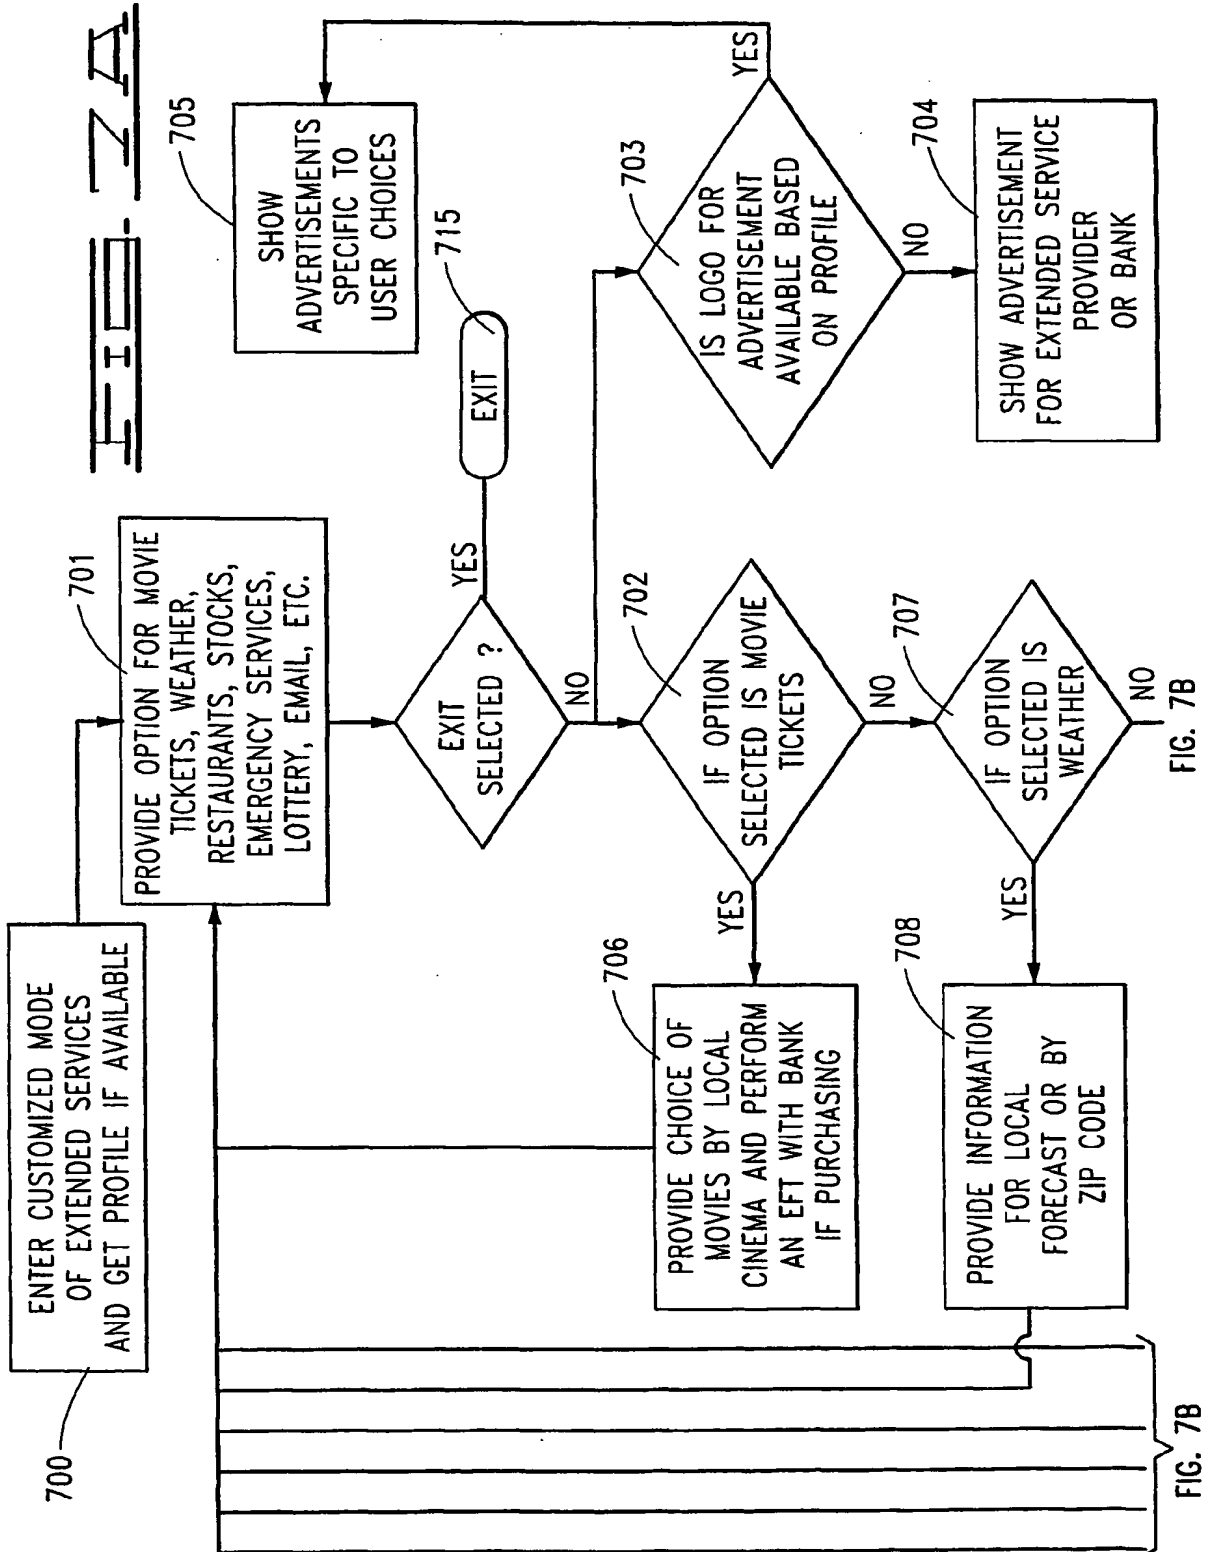 FIG. 7A
700
ENTER CUSTOMIZED MODE
OF EXTENDED SERVICES
AND GET PROFILE IF AVAILABLE
701
PROVIDE OPTION FOR MOVIE
TICKETS, WEATHER,
RESTAURANTS, STOCKS,
EMERGENCY SERVICES,
LOTTERY, EMAIL, ETC.
705
SHOW
ADVERTISEMENTS
SPECIFIC TO
USER CHOICES
EXIT
SELECTED ?
YES
EXIT
715
NO
706
PROVIDE CHOICE OF
MOVIES BY LOCAL
CINEMA AND PERFORM
AN EFT WITH BANK
IF PURCHASING
YES
702
IF OPTION
SELECTED IS MOVIE
TICKETS
NO
703
IS LOGO FOR
ADVERTISEMENT
AVAILABLE BASED
ON PROFILE
YES
NO
708
PROVIDE INFORMATION
FOR LOCAL
FORECAST OR BY
ZIP CODE
YES
707
IF OPTION
SELECTED IS
WEATHER
NO
FIG. 7B
704
SHOW ADVERTISEMENT
FOR EXTENDED SERVICE
PROVIDER
OR BANK
FIG. 7B